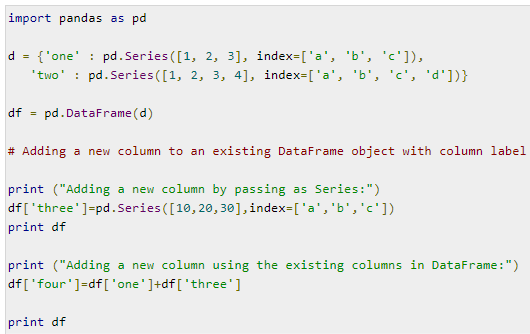 import pandas as pd
d = {'one' : pd.Series([1, 2, 3], index=['a', 'b', 'c']),
'two' : pd.Series([1, 2, 3, 4], index=['a', 'b', 'c', 'd'])}
df = pd.DataFrame(d)
# Adding a new column to an existing DataFrame object with column label
print ("Adding a new column by passing as Series:")
df['three']=pd.Series([10,20,30],index=['a','b','c'])
print df
print ("Adding a new column using the existing columns in DataFrame:")
df['four']=df['one']+df['three']
print df